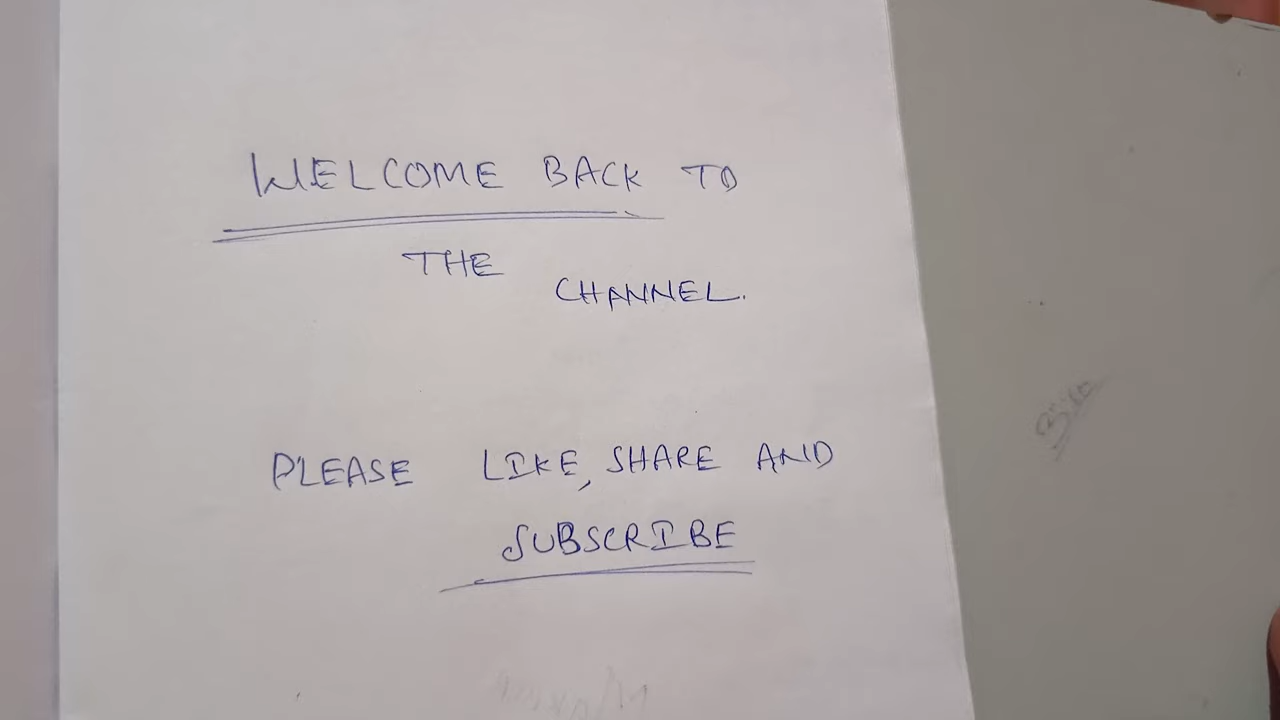 WELCOME BACK TO
THE CHANNEL.
PLEASE LIKE, SHARE AND
SUBSCRIBE